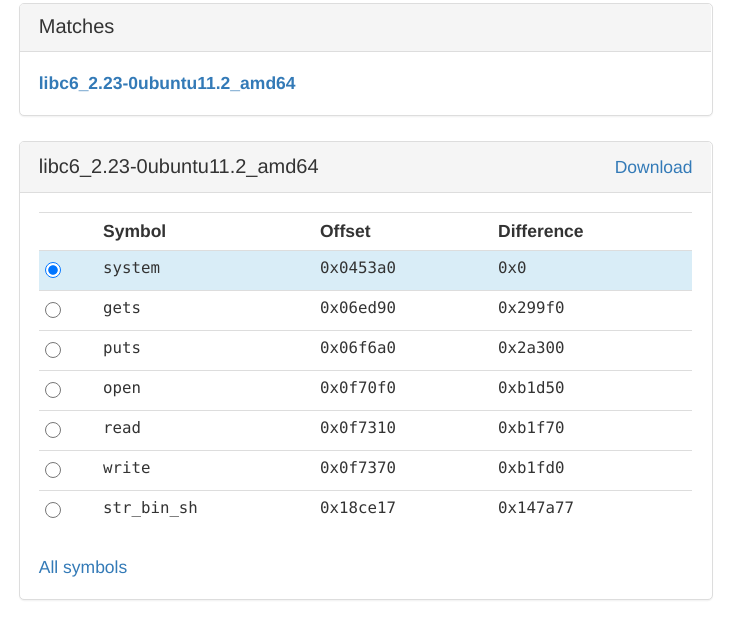 Matches
libc6_2.23-0ubuntu11.2_amd64
libc6_2.23-0ubuntu11.2_amd64 Download
Symbol Offset Difference
system 0x0453a0 0x0
gets 0x06ed90 0x299f0
puts 0x06f6a0 0x2a300
open 0x0f70f0 0xb1d50
read 0x0f7310 0xb1f70
write 0x0f7370 0xb1fd0
str_bin_sh 0x18ce17 0x147a77
All symbols